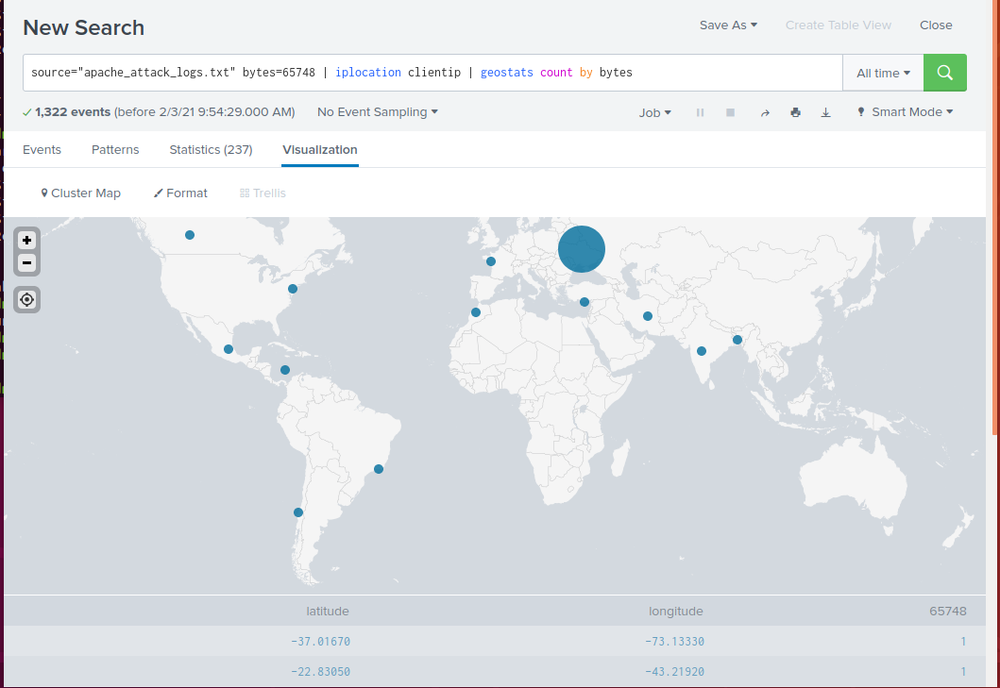 New Search
Save As Create Table View Close
source="apache_attack_logs.txt" bytes=65748 | iplocation clientip | geostats count by bytes
All time
✓ 1,322 events (before 2/3/21 9:54:29.000 AM) No Event Sampling
Job Smart Mode
Events Patterns Statistics (237) Visualization
Cluster Map Format Trellis
+
−
latitude longitude 65748
-37.01670 -73.13330 1
-22.83050 -43.21920 1